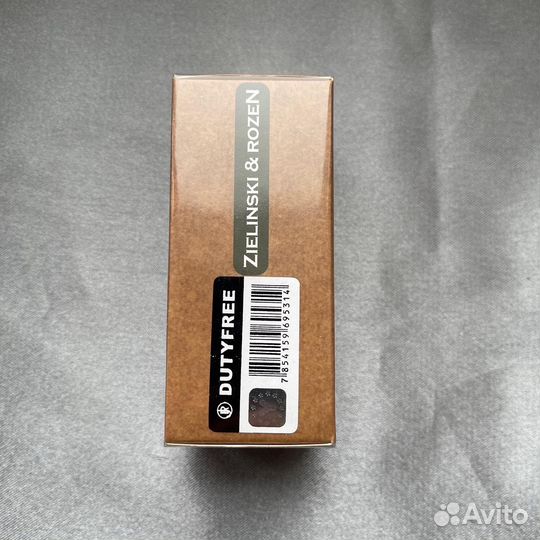 ZIELINSKI & ROZEN
DUTYFREE
7 854159 695314
Avito